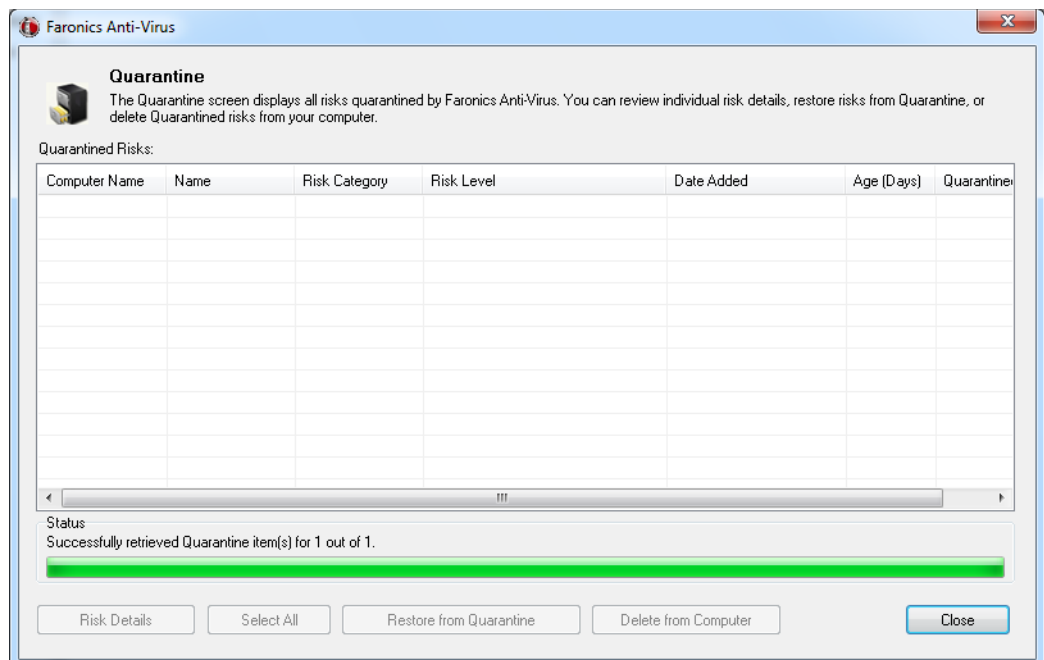 Faronics Anti-Virus
Quarantine
The Quarantine screen displays all risks quarantined by Faronics Anti-Virus. You can review individual risk details, restore risks from Quarantine, or
delete Quarantined risks from your computer.
Quarantined Risks:
Computer Name Name Risk Category Risk Level Date Added Age (Days) Quarantine
Status
Successfully retrieved Quarantine item(s) for 1 out of 1.
Risk Details Select All Restore from Quarantine Delete from Computer Close